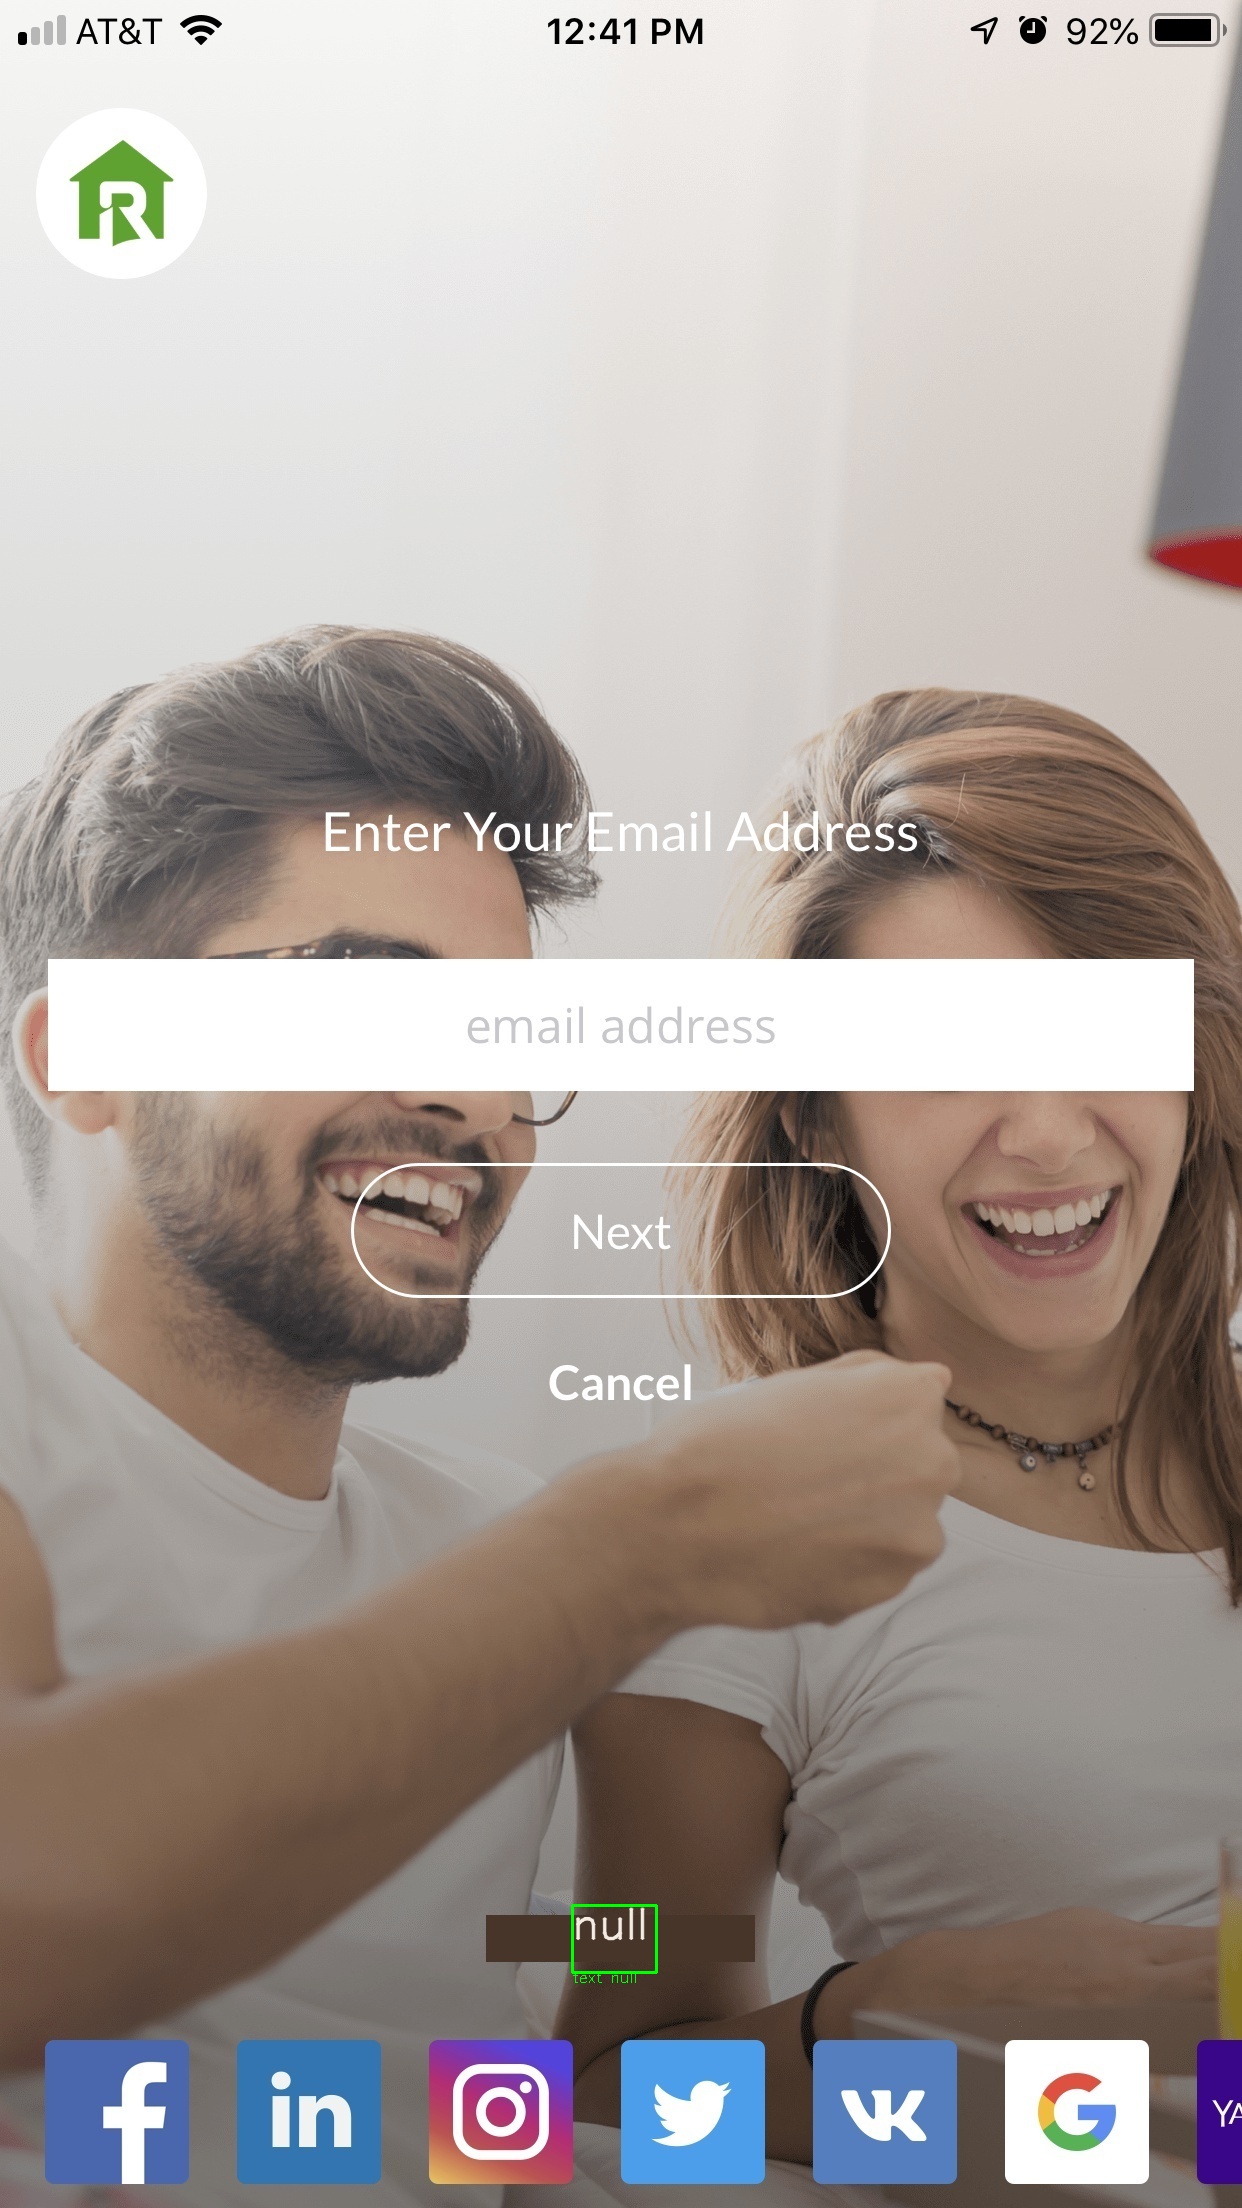 AT&T 12:41 PM 92%
R
Enter Your Email Address
email address
Next
Cancel
null
text null
f in VK G YA